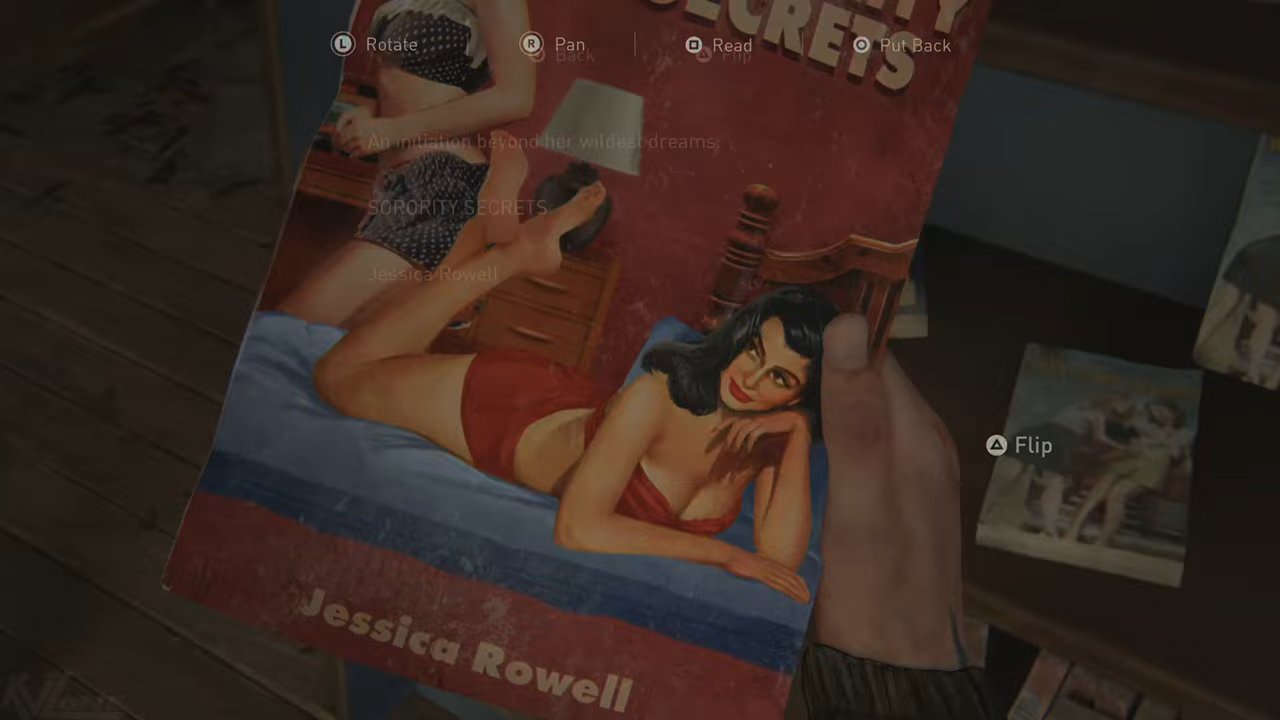 SECRETS
Rotate
Pan
Read
Put Back
Back
Flip
An initiation beyond her wildest dreams.
SORORITY SECRETS
Jessica Rowell
Flip
Jessica Rowell